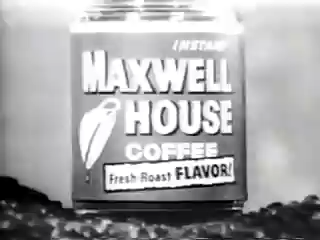 INSTANT
MAXWELL
HOUSE
COFFEE
Fresh-Roast FLAVOR!